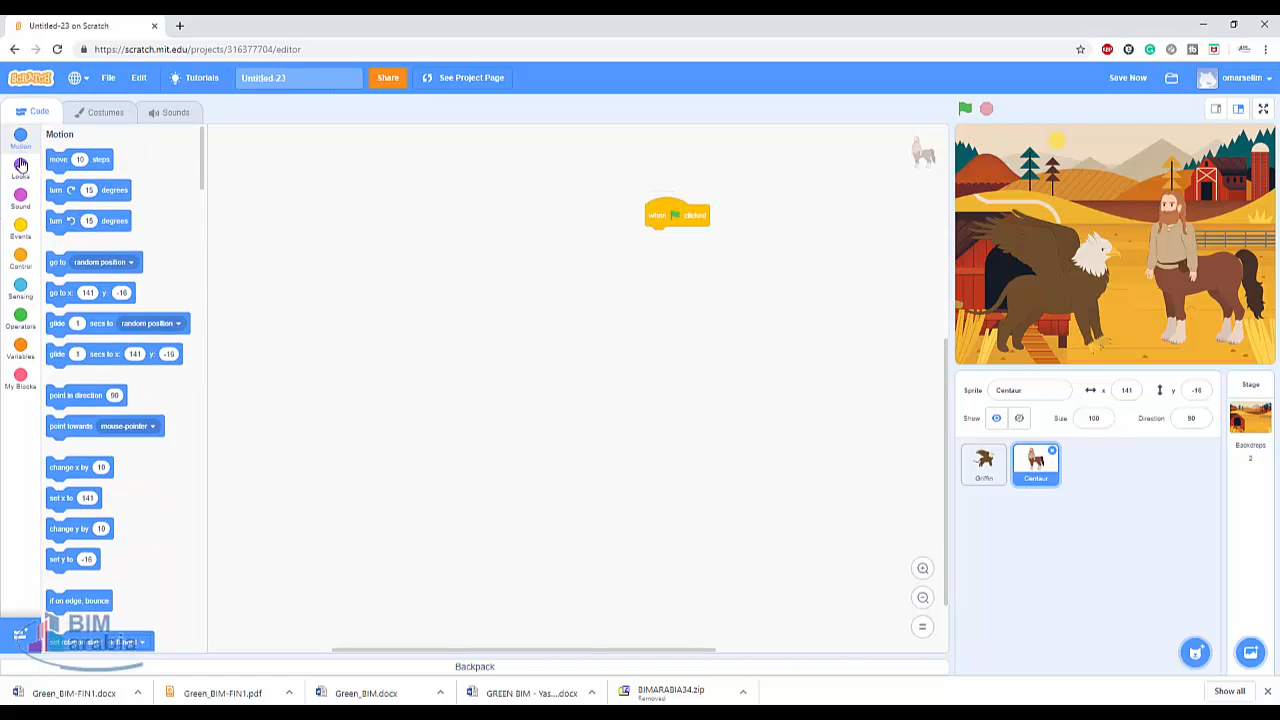 Untitled-23 on Scratch
https://scratch.mit.edu/projects/316377704/editor
SCRATCH
File
Edit
Tutorials
Untitled-23
Share
See Project Page
Save Now
omarselim
Code
Costumes
Sounds
Motion
Looks
Sound
Events
Control
Sensing
Operators
Variables
My Blocks
Motion
move 10 steps
turn 15 degrees
turn 15 degrees
go to random position
go to x: 141 y: -16
glide 1 secs to random position
glide 1 secs to x: 141 y: -16
point in direction 90
point towards mouse-pointer
change x by 10
set x to 141
change y by 10
set y to -16
if on edge, bounce
BIM
arabia
when clicked
Sprite Centaur x 141 y -16
Show Size 100 Direction 90
Griffin
Centaur
Stage
Backdrops
2
Backpack
Green_BIM-FIN1.docx
Green_BIM-FIN1.pdf
Green_BIM.docx
GREEN BIM - Yas....docx
BIMARABIA34.zip
Removed
Show all